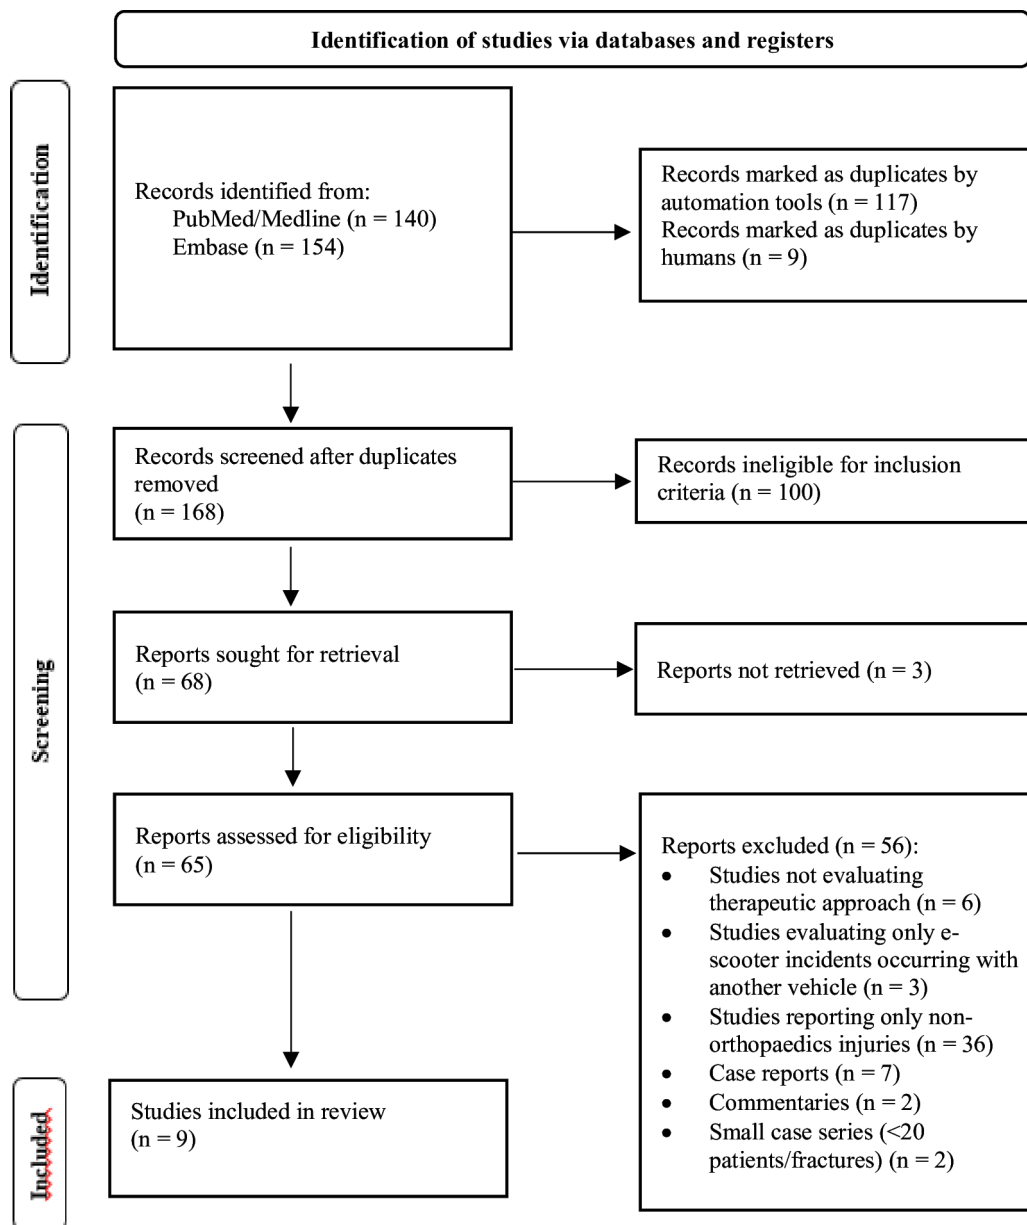 Identification of studies via databases and registers
Identification
Records identified from:
PubMed/Medline (n = 140)
Embase (n = 154)
Records marked as duplicates by
automation tools (n = 117)
Records marked as duplicates by
humans (n = 9)
Screening
Records screened after duplicates
removed
(n = 168)
Records ineligible for inclusion
criteria (n = 100)
Reports sought for retrieval
(n = 68)
Reports not retrieved (n = 3)
Reports assessed for eligibility
(n = 65)
Reports excluded (n = 56):
• Studies not evaluating
therapeutic approach (n = 6)
• Studies evaluating only e-
scooter incidents occurring with
another vehicle (n = 3)
• Studies reporting only non-
orthopaedics injuries (n = 36)
• Case reports (n = 7)
• Commentaries (n = 2)
• Small case series (<20
patients/fractures) (n = 2)
Included
Studies included in review
(n = 9)